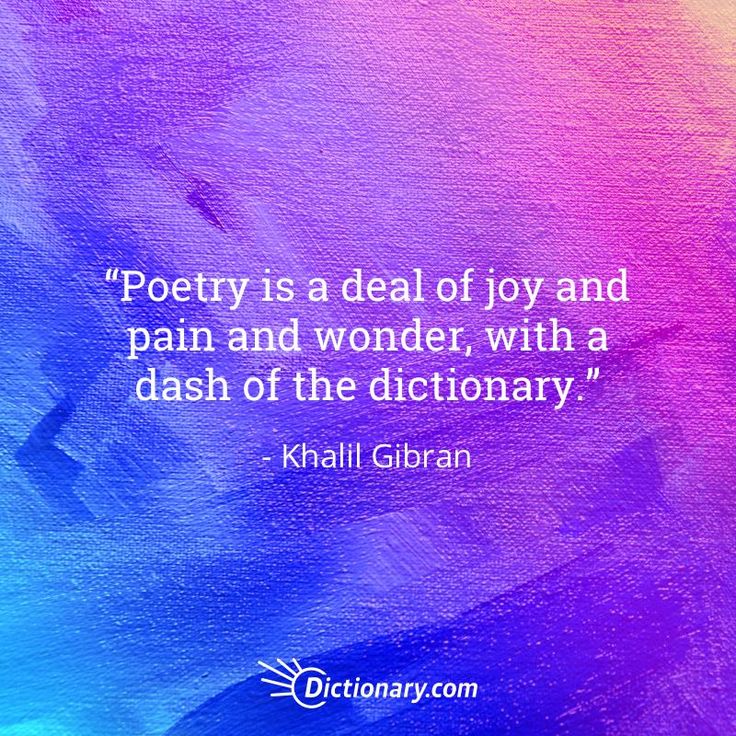 “Poetry is a deal of joy and
pain and wonder, with a
dash of the dictionary.”
- Khalil Gibran
Dictionary.com